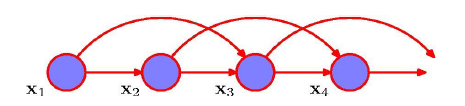 x₁ x₂ x₃ x₄